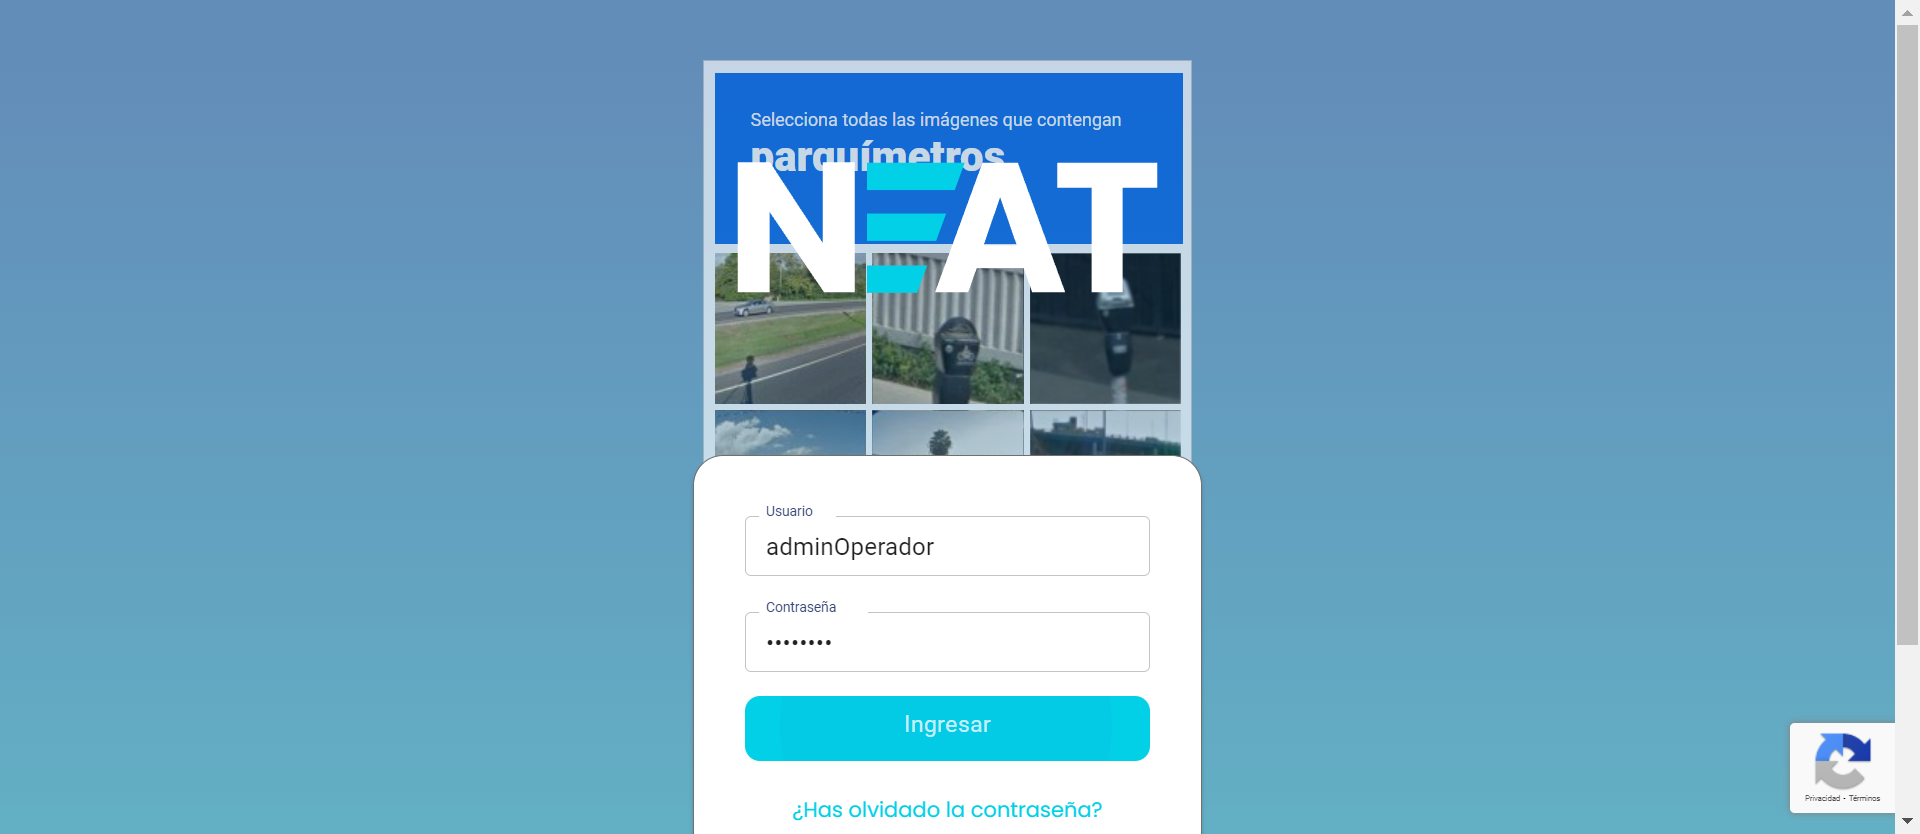 Selecciona todas las imágenes que contengan
parquímetros
NEAT
Usuario
adminOperador
Contraseña
••••••••
Ingresar
¿Has olvidado la contraseña?
Privacidad - Términos